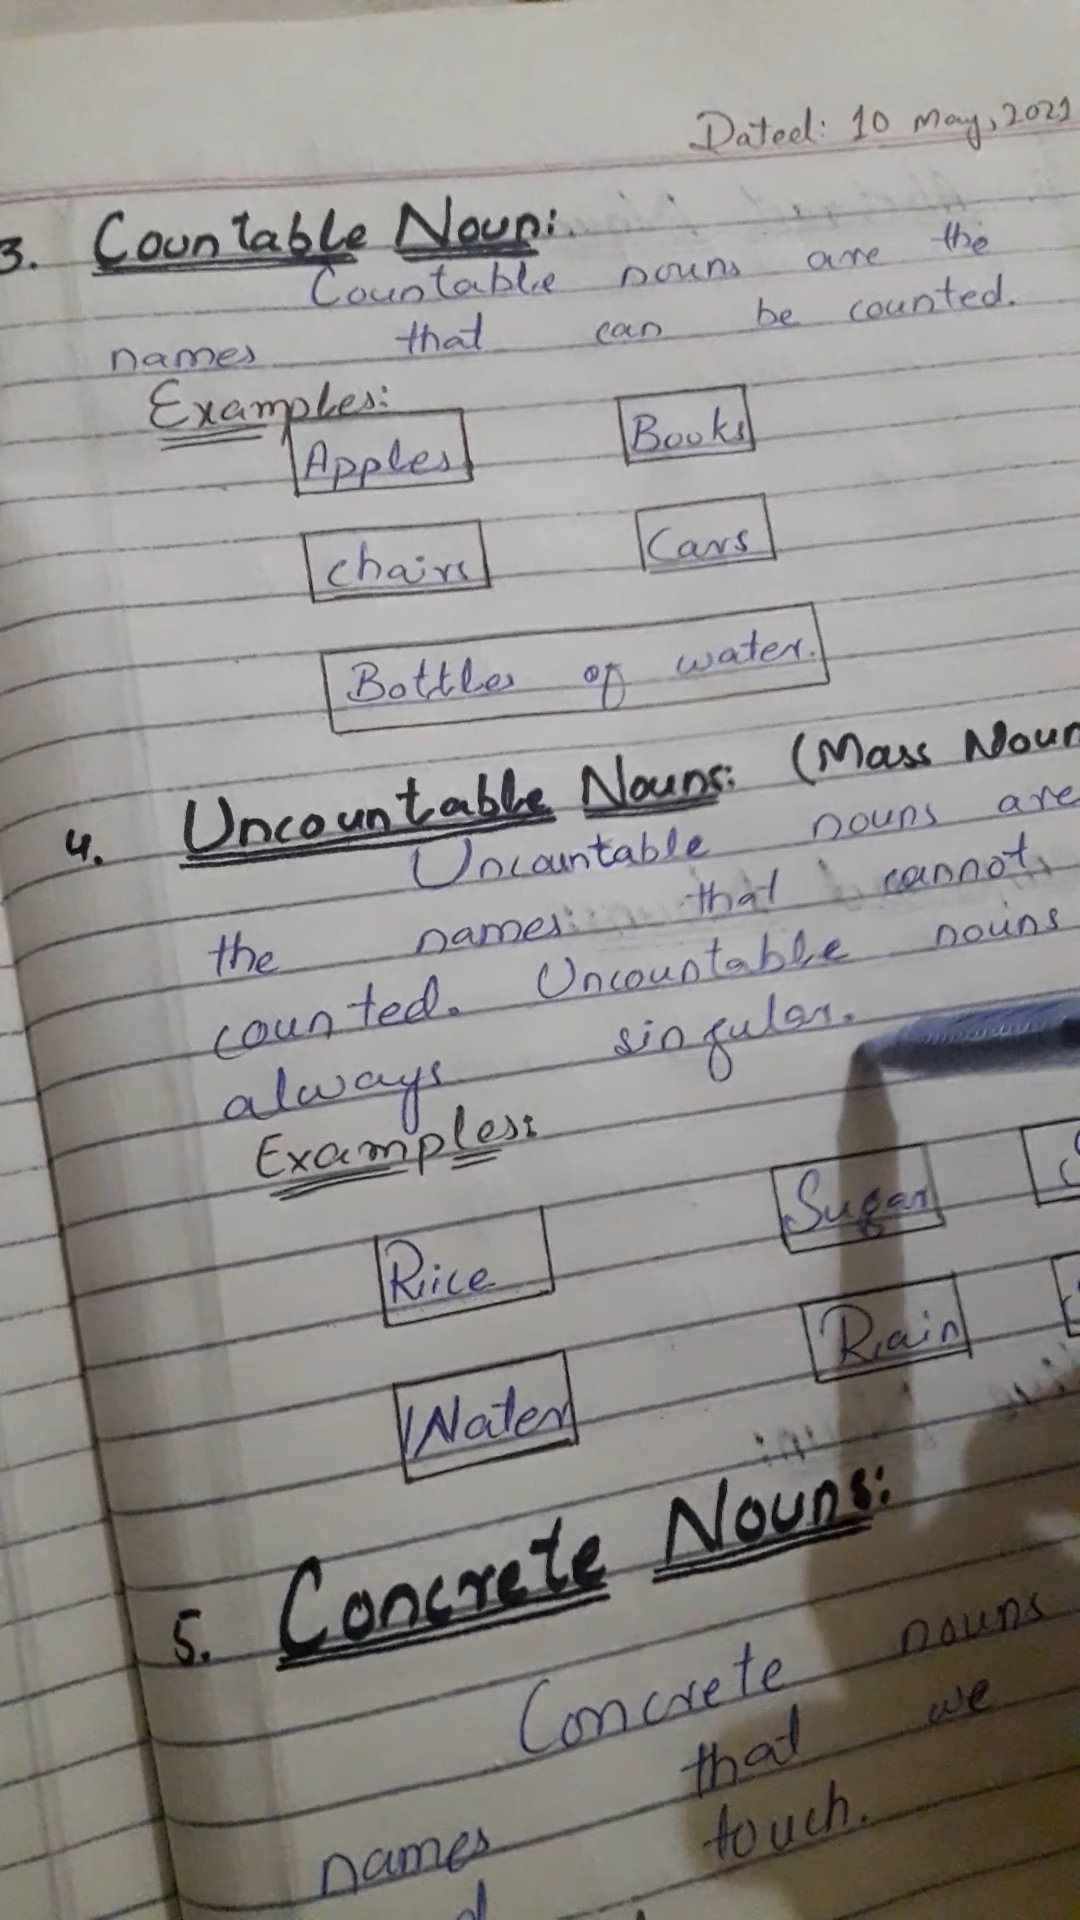 Dated: 10 May, 2021
3. Countable Noun:
Countable nouns are the
names that can be counted.
Examples:
Apples Books
chairs Cars
Bottles of water.
4. Uncountable Nouns: (Mass Noun
Uncountable nouns are
the names that cannot
counted. Uncountable nouns
always singular.
Examples:
Rice Sugar
Water Rain
5. Concrete Nouns:
Concrete nouns
names that we
touch.